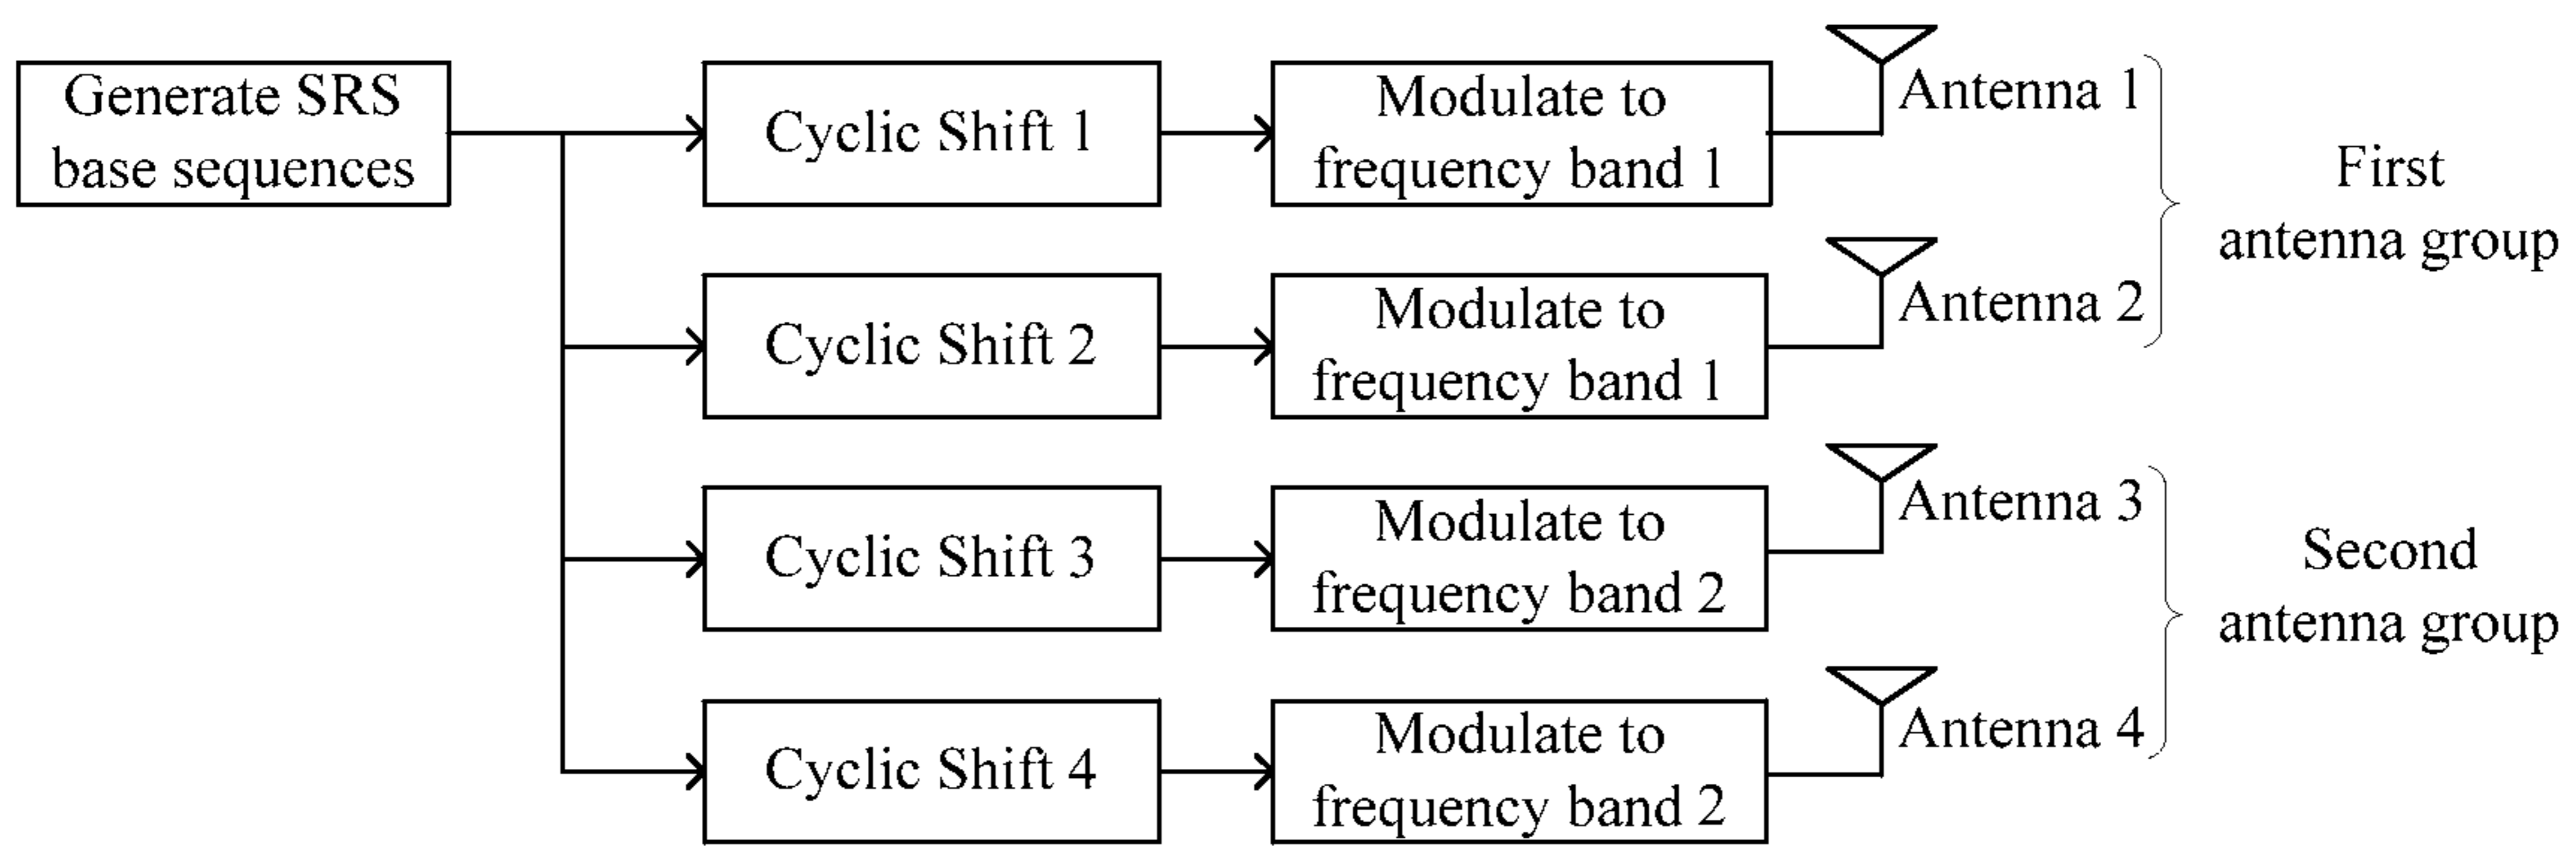 Generate SRS
base sequences
Cyclic Shift 1
Modulate to
frequency band 1
Antenna 1
First
antenna group
Cyclic Shift 2
Modulate to
frequency band 1
Antenna 2
Cyclic Shift 3
Modulate to
frequency band 2
Antenna 3
Second
antenna group
Cyclic Shift 4
Modulate to
frequency band 2
Antenna 4